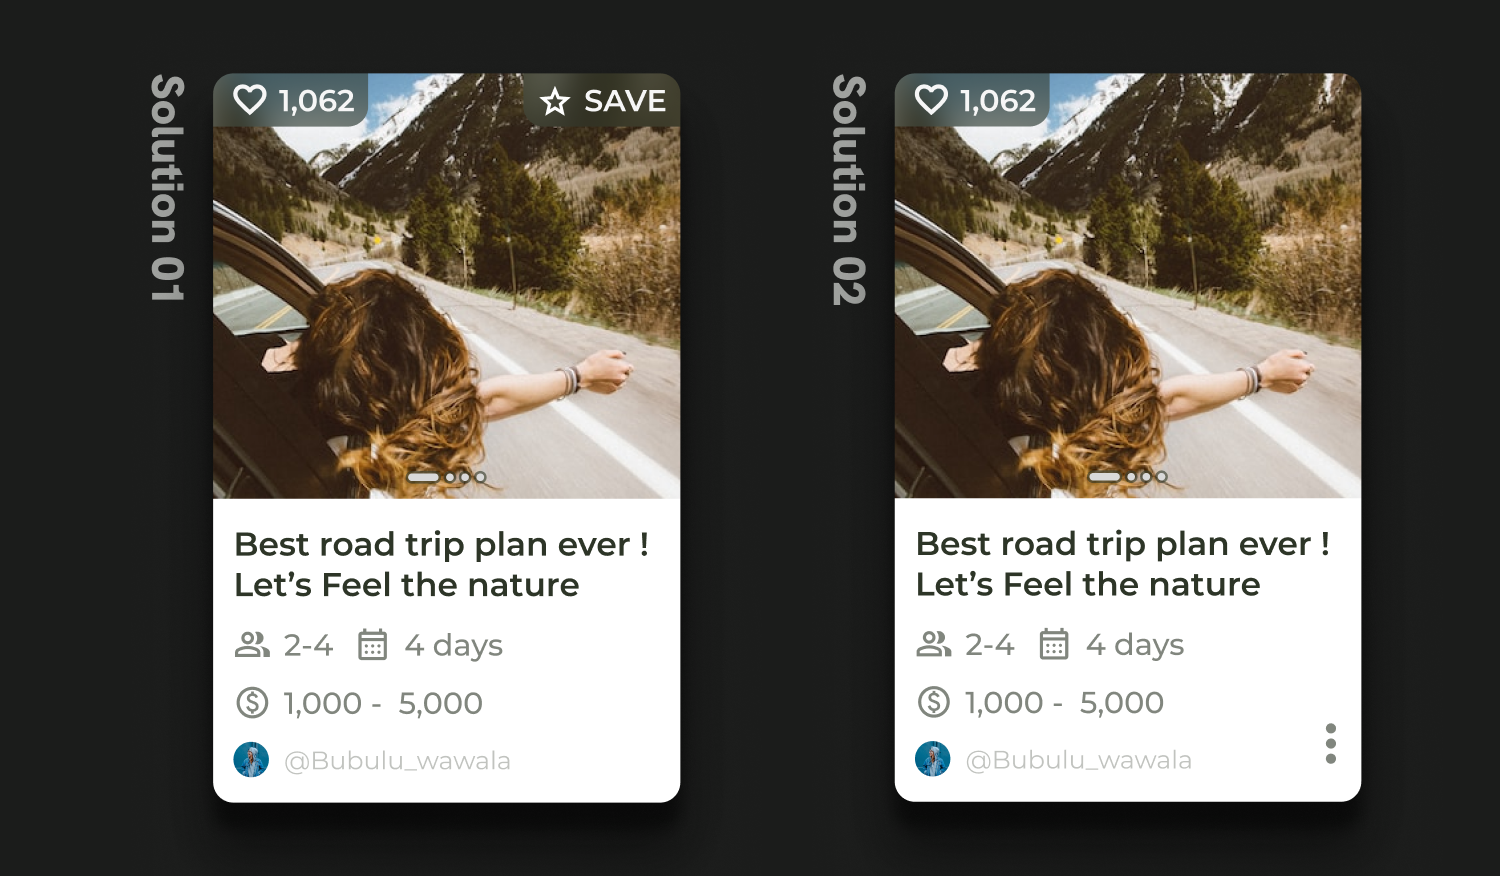 Solution 01
1,062
SAVE
Best road trip plan ever !
Let’s Feel the nature
2-4 4 days
1,000 - 5,000
@Bubulu_wawala
Solution 02
1,062
Best road trip plan ever !
Let’s Feel the nature
2-4 4 days
1,000 - 5,000
@Bubulu_wawala